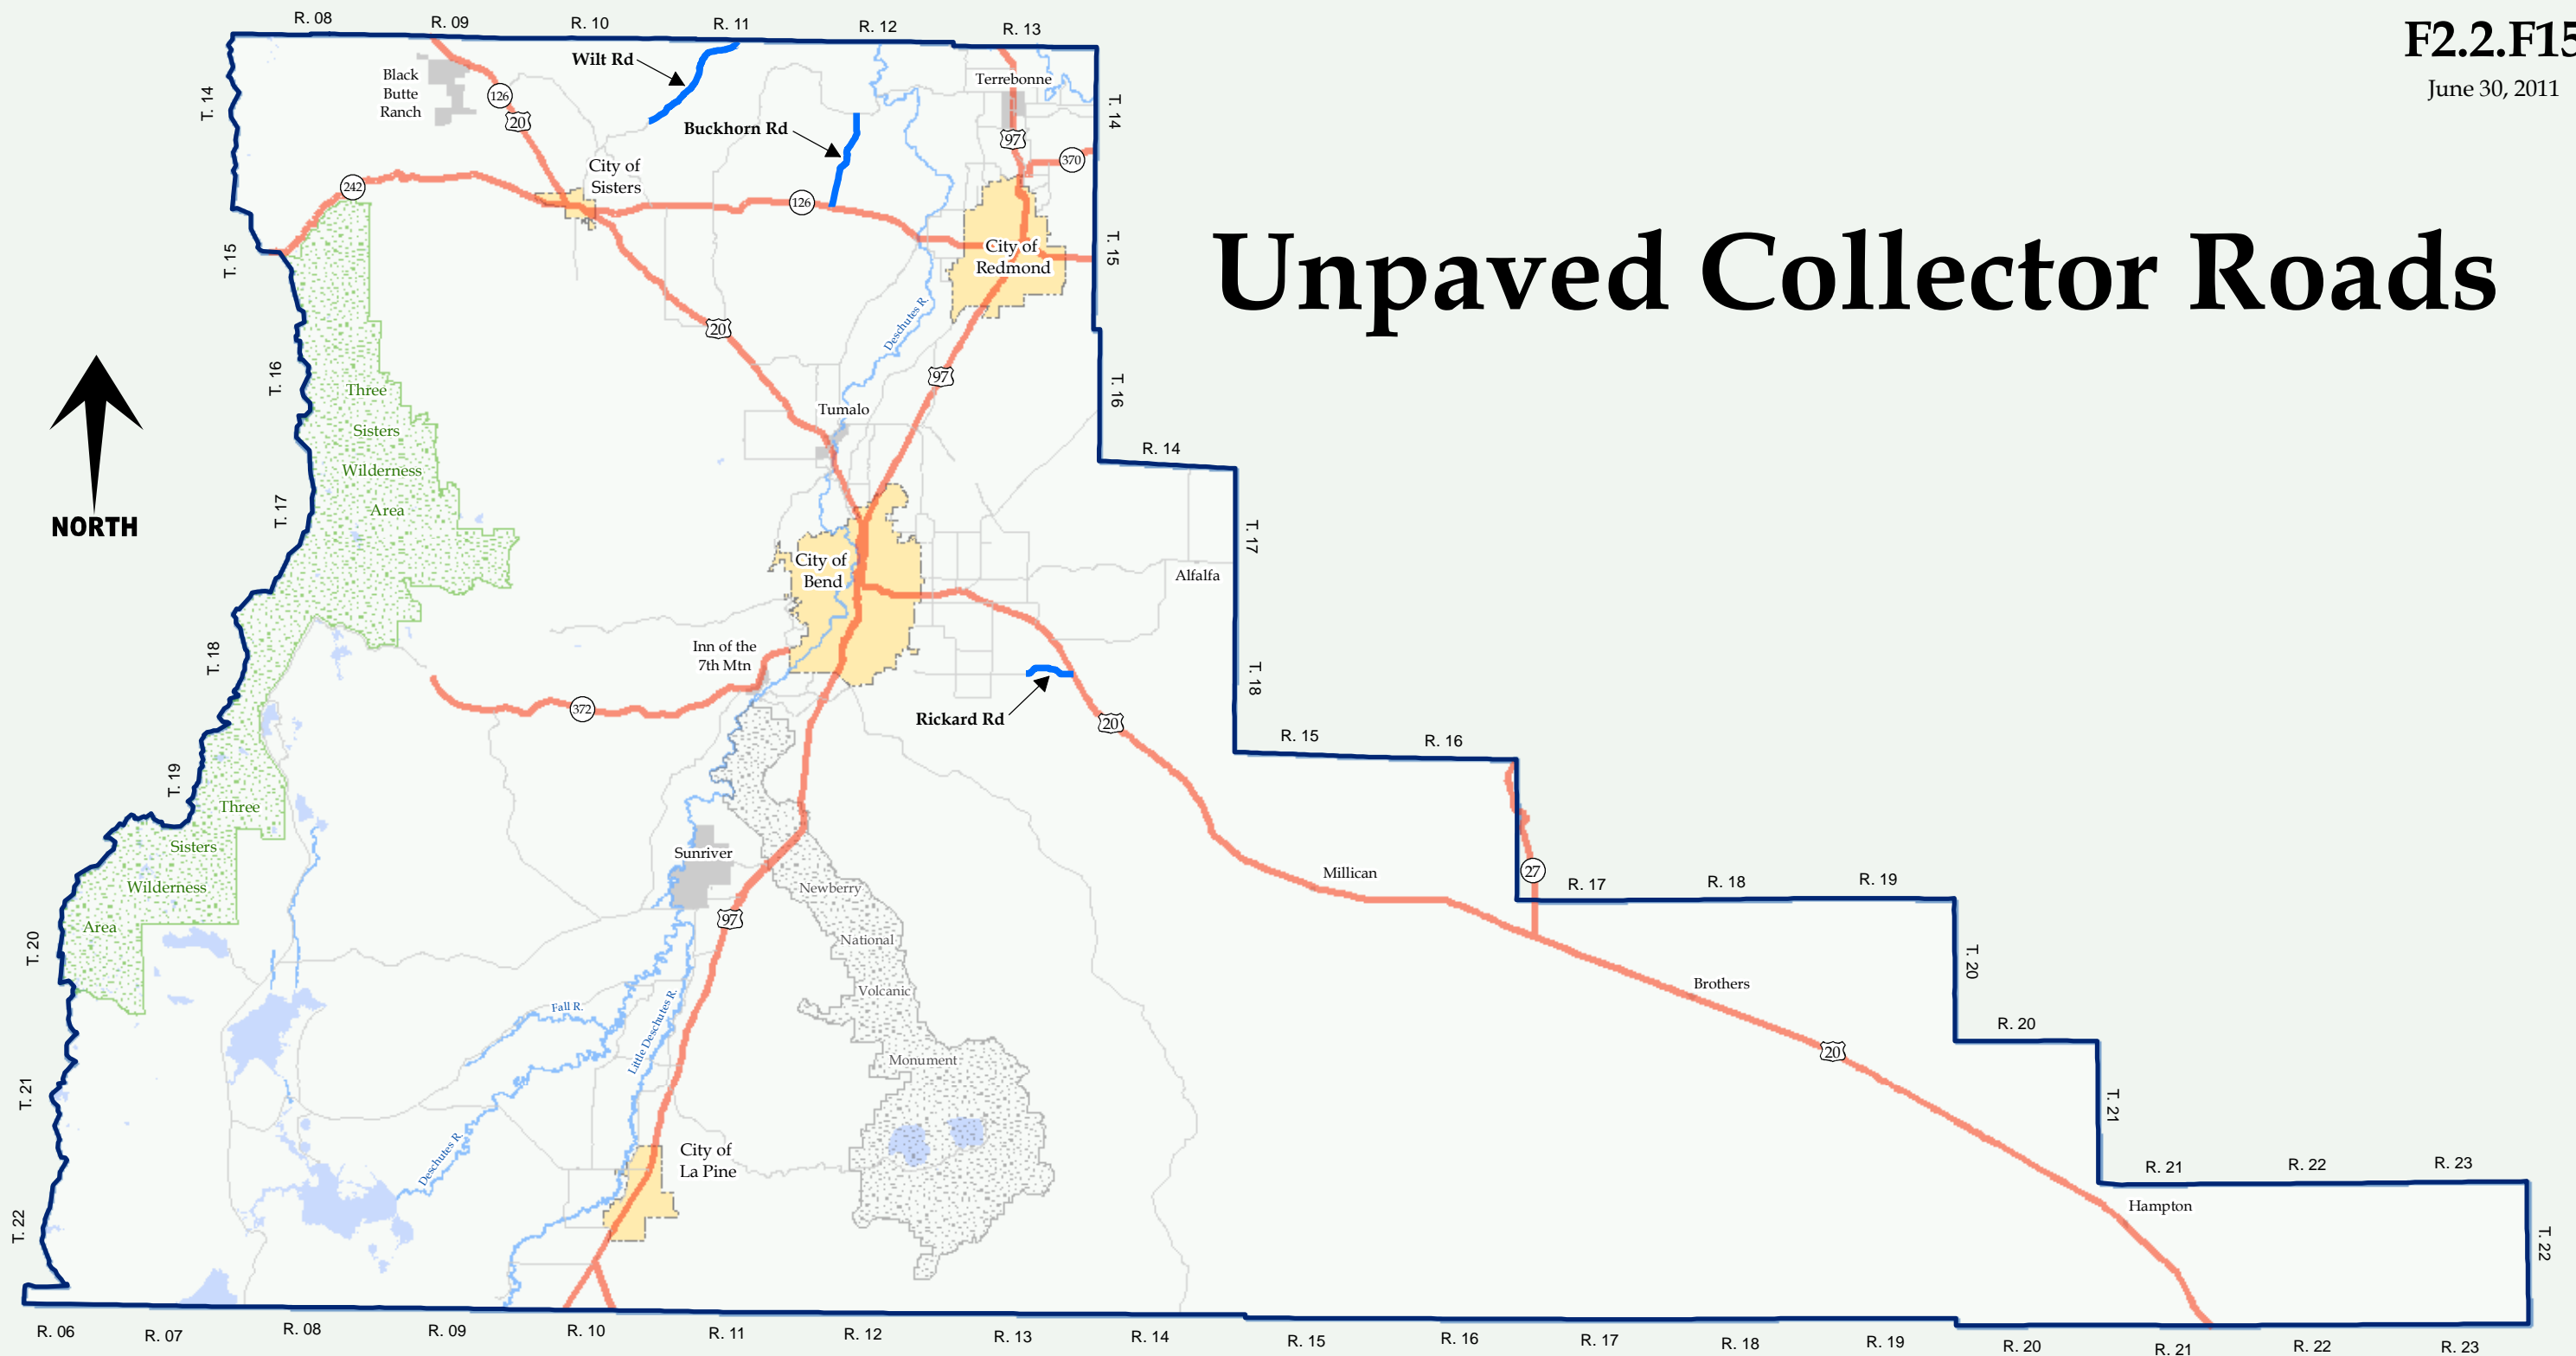 R. 08
R. 09
R. 10
R. 11
R. 12
R. 13
F2.2.F15
June 30, 2011
Unpaved Collector Roads
Wilt Rd
Buckhorn Rd
Black
Butte
Ranch
Terrebonne
T. 14
T. 14
126
20
97
370
City of
Sisters
242
126
City of
Redmond
T. 15
T. 15
Deschutes R.
20
97
T. 16
T. 16
Three
Sisters
Wilderness
Area
NORTH
Tumalo
R. 14
T. 17
T. 17
City of
Bend
Alfalfa
T. 18
T. 18
Inn of the
7th Mtn
372
Rickard Rd
20
R. 15
R. 16
T. 19
Three
Sisters
Wilderness
Area
Sunriver
97
Newberry
National
Volcanic
Monument
Millican
27
R. 17
R. 18
R. 19
T. 20
T. 20
Brothers
20
R. 20
Fall R.
Little Deschutes R.
Deschutes R.
T. 21
T. 21
City of
La Pine
R. 21
R. 22
R. 23
Hampton
T. 22
T. 22
R. 06
R. 07
R. 08
R. 09
R. 10
R. 11
R. 12
R. 13
R. 14
R. 15
R. 16
R. 17
R. 18
R. 19
R. 20
R. 21
R. 22
R. 23